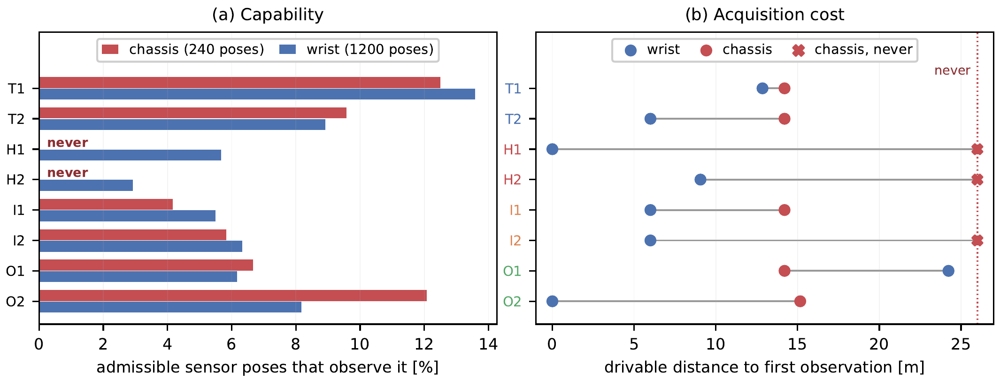 (a) Capability
chassis (240 poses)
wrist (1200 poses)
T1
T2
H1
H2
I1
I2
O1
O2
never
never
0 2 4 6 8 10 12 14
admissible sensor poses that observe it [%]
(b) Acquisition cost
wrist
chassis
chassis, never
never
T1
T2
H1
H2
I1
I2
O1
O2
0 5 10 15 20 25
drivable distance to first observation [m]